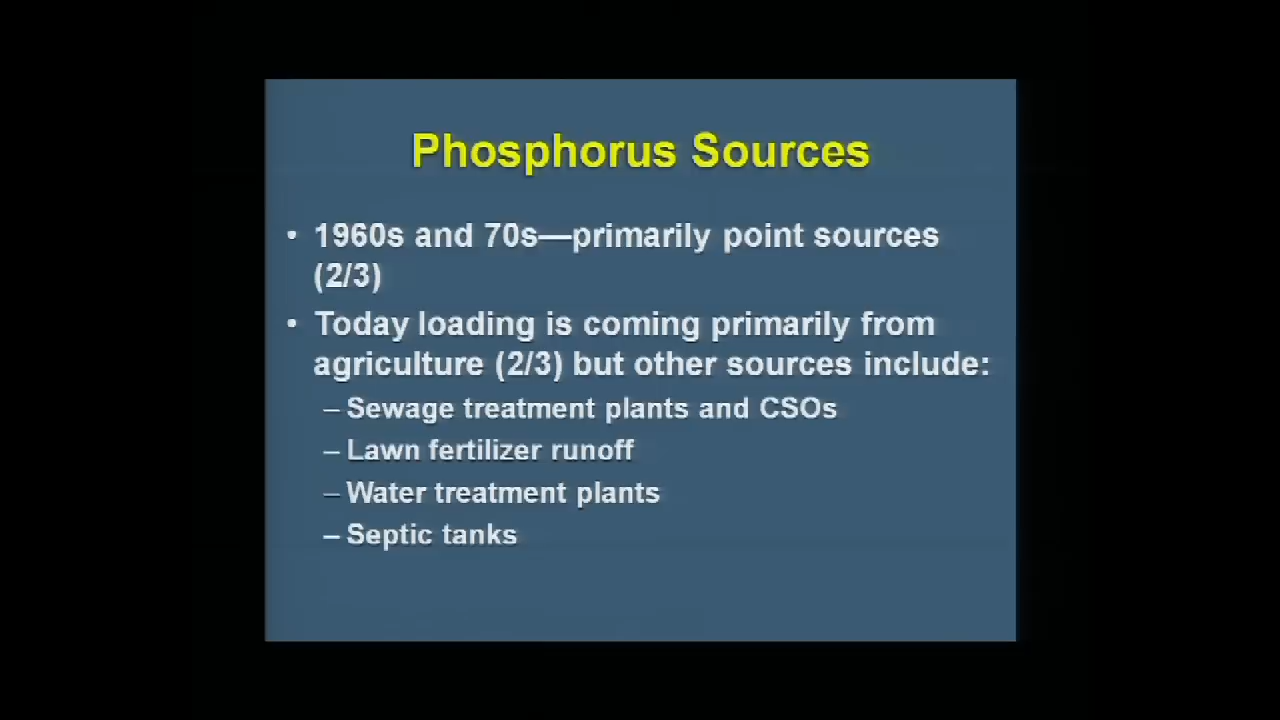 Phosphorus Sources
• 1960s and 70s—primarily point sources
(2/3)
• Today loading is coming primarily from
agriculture (2/3) but other sources include:
– Sewage treatment plants and CSOs
– Lawn fertilizer runoff
– Water treatment plants
– Septic tanks